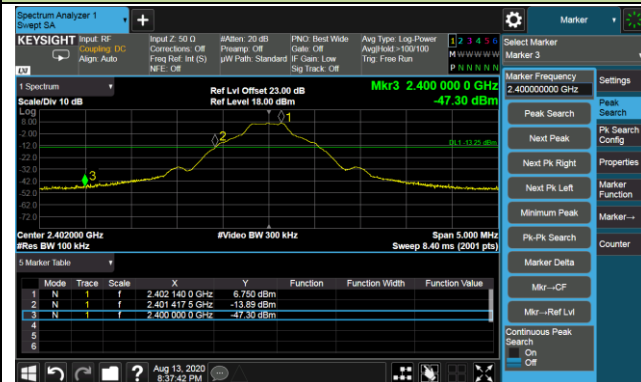 Spectrum Analyzer 1
Swept SA
Marker
KEYSIGHT
Input: RF
Coupling: DC
Align: Auto
Input Z: 50 Ω
Corrections: Off
Freq Ref: Int (S)
NFE: Off
#Atten: 20 dB
Preamp: Off
µW Path: Standard
PNO: Best Wide
Gate: Off
IF Gain: Low
Sig Track: Off
Avg Type: Log-Power
Avg|Hold:>100/100
Trig: Free Run
1 2 3 4 5 6
M W W W W W
P N N N N N
LXI
1 Spectrum
Scale/Div 10 dB
Ref Lvl Offset 23.00 dB
Ref Level 18.00 dBm
Mkr3 2.400 000 0 GHz
-47.30 dBm
Log
8.00
-2.00
-12.0
-22.0
-32.0
-42.0
-52.0
-62.0
-72.0
1
2
3
DL1 -13.25 dBm
Center 2.402000 GHz
#Res BW 100 kHz
#Video BW 300 kHz
Span 5.000 MHz
Sweep 8.40 ms (2001 pts)
5 Marker Table
Mode Trace Scale X Y Function Function Width Function Value
1 N 1 f 2.402 140 0 GHz 6.750 dBm
2 N 1 f 2.401 417 5 GHz -13.89 dBm
3 N 1 f 2.400 000 0 GHz -47.30 dBm
4
5
6
Aug 13, 2020
8:37:42 PM
Select Marker
Marker 3
Marker Frequency
2.400000000 GHz
Peak Search
Next Peak
Next Pk Right
Next Pk Left
Minimum Peak
Pk-Pk Search
Marker Delta
Mkr→CF
Mkr→Ref Lvl
Continuous Peak
Search
On
Off
Settings
Peak
Search
Pk Search
Config
Properties
Marker
Function
Marker→
Counter